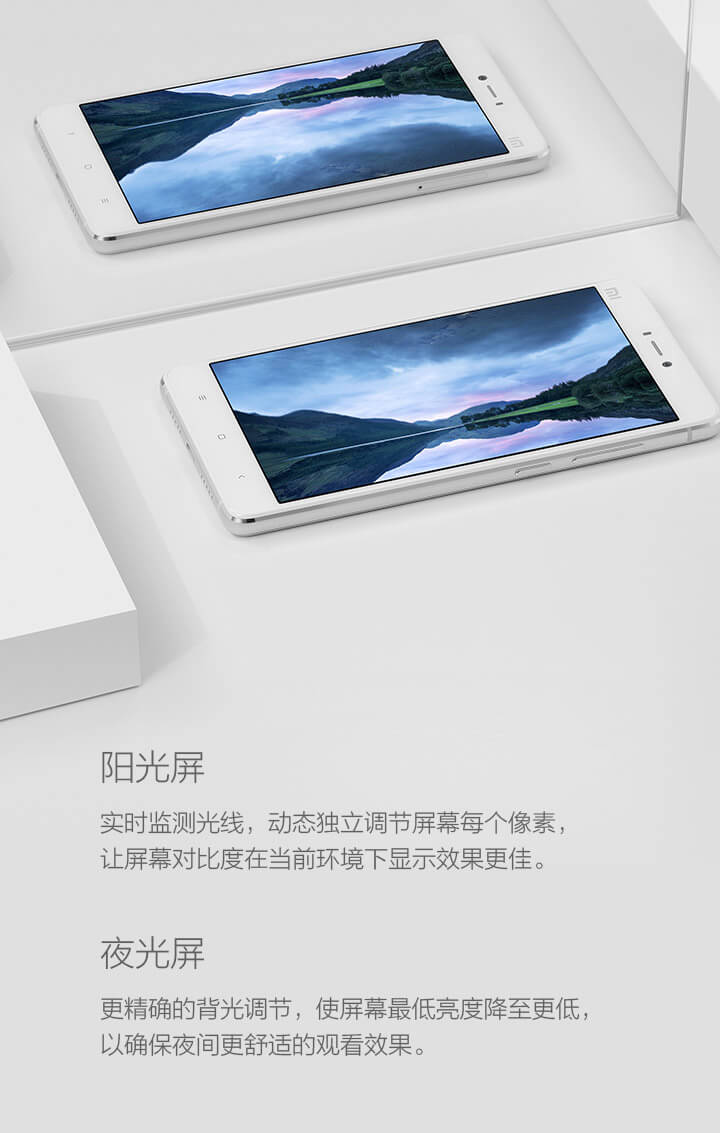 阳光屏
实时监测光线，动态独立调节屏幕每个像素，
让屏幕对比度在当前环境下显示效果更佳。
夜光屏
更精确的背光调节，使屏幕最低亮度降至更低，
以确保夜间更舒适的观看效果。